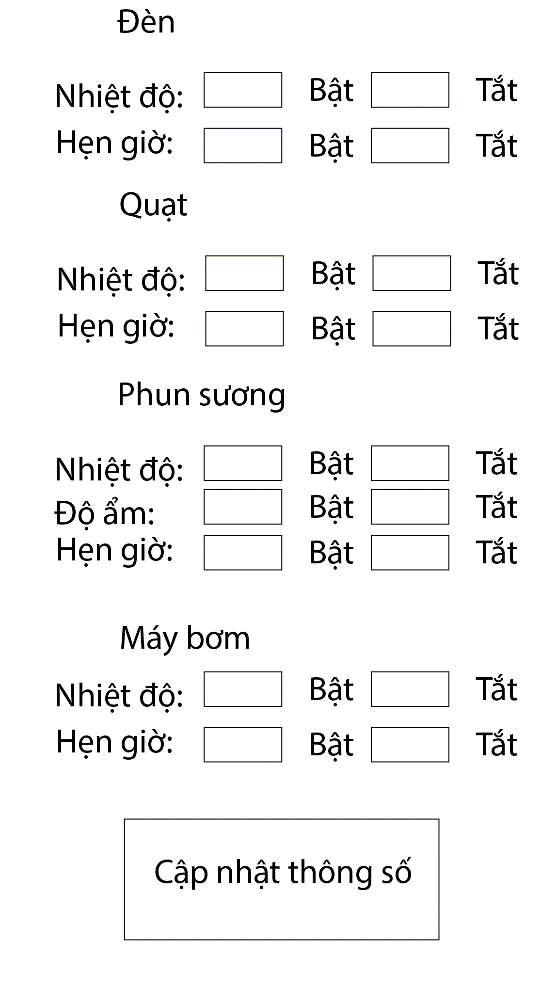 Đèn
Nhiệt độ: Bật Tắt
Hẹn giờ: Bật Tắt
Quạt
Nhiệt độ: Bật Tắt
Hẹn giờ: Bật Tắt
Phun sương
Nhiệt độ: Bật Tắt
Độ ẩm: Bật Tắt
Hẹn giờ: Bật Tắt
Máy bơm
Nhiệt độ: Bật Tắt
Hẹn giờ: Bật Tắt
Cập nhật thông số